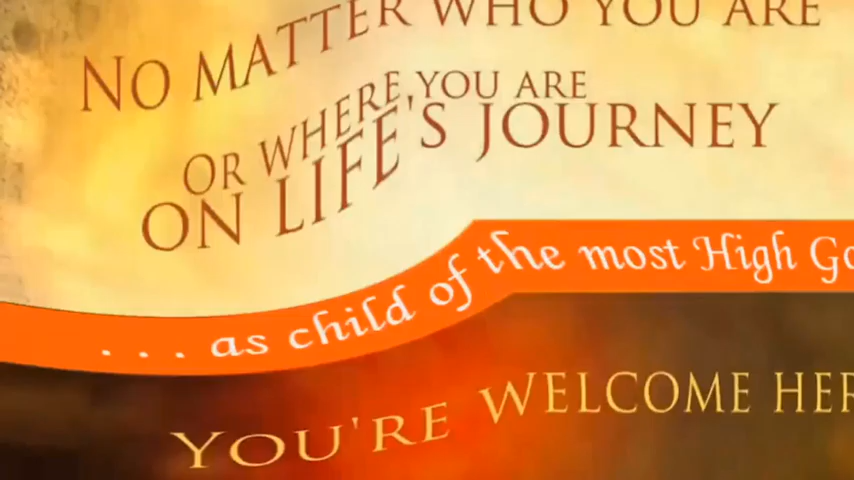 NO MATTER WHO YOU ARE
OR WHERE YOU ARE
ON LIFE'S JOURNEY
. . . as child of the most High
YOU'RE WELCOME